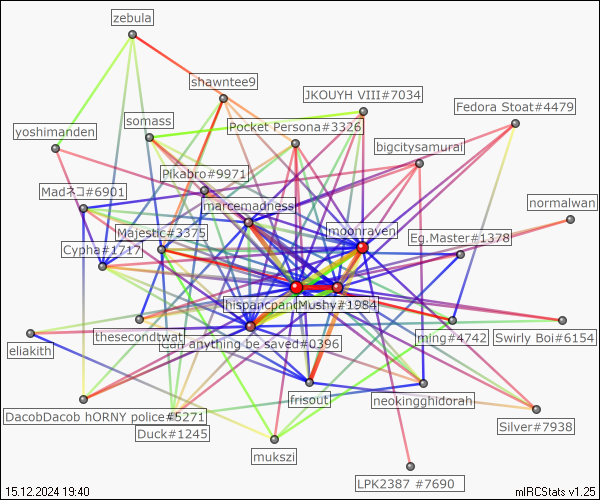 zebula
shawntee9
JKOUYH VIII#7034
Fedora Stoat#4479
somass
Pocket Persona#3326
yoshimanden
bigcitysamurai
Pikabro#9971
Madネコ#6901
marcemadness
normalwan
Majestic#3375
moonraven
Eg.Master#1378
Cypha#1717
Mushy#1984
thesecondtwat
ming#4742
Swirly Boi#6154
eliakith
Can anything be saved#0396
frisout
neokingghidorah
DacobDacob hORNY police#5271
Silver#7938
Duck#1245
mukszi
LPK2387 #7690
15.12.2024 19:40
mIRCStats v1.25